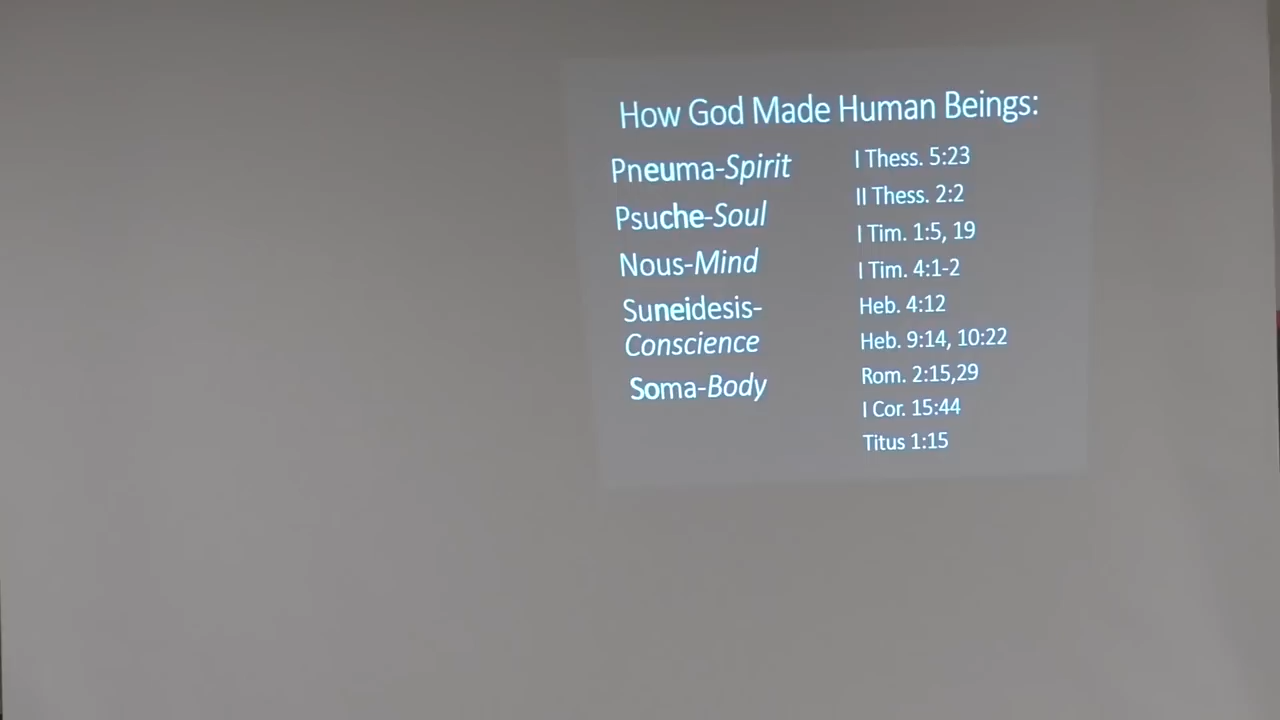 How God Made Human Beings:
Pneuma-Spirit
Psuche-Soul
Nous-Mind
Suneidesis-
Conscience
Soma-Body
I Thess. 5:23
II Thess. 2:2
I Tim. 1:5, 19
I Tim. 4:1-2
Heb. 4:12
Heb. 9:14, 10:22
Rom. 2:15,29
I Cor. 15:44
Titus 1:15